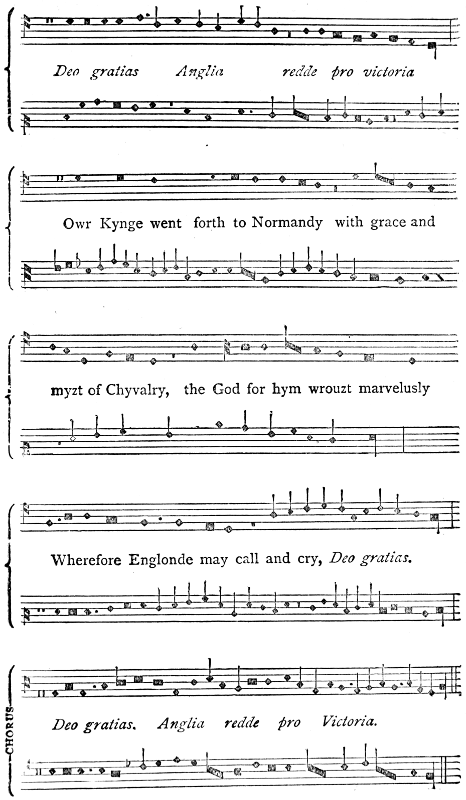 Deo gratias Anglia redde pro victoria
Owr Kynge went forth to Normandy with grace and
myzt of Chyvalry, the God for hym wrouzt marvelusly
Wherefore Englonde may call and cry, Deo gratias.
CHORUS
Deo gratias. Anglia redde pro Victoria.